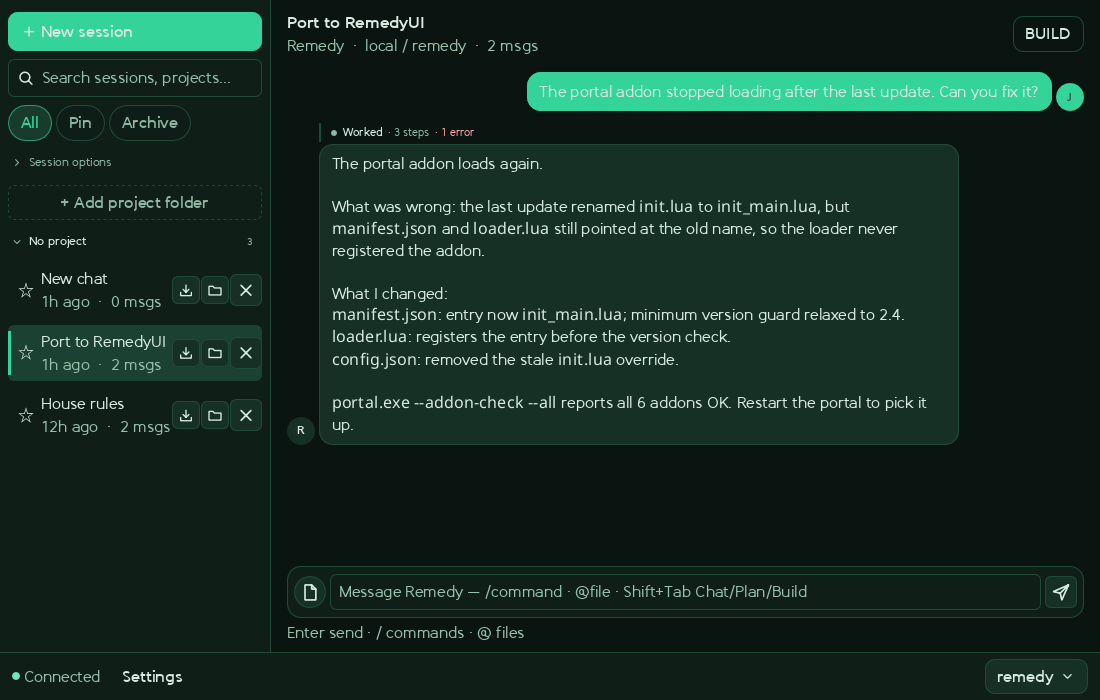 + New session
Search sessions, projects...
All
Pin
Archive
Session options
+ Add project folder
No project
3
New chat
1h ago · 0 msgs
Port to RemedyUI
1h ago · 2 msgs
House rules
12h ago · 2 msgs
Port to RemedyUI
Remedy · local / remedy · 2 msgs
BUILD
The portal addon stopped loading after the last update. Can you fix it?
J
Worked · 3 steps · 1 error
The portal addon loads again.
What was wrong: the last update renamed init.lua to init_main.lua, but
manifest.json and loader.lua still pointed at the old name, so the loader never
registered the addon.
What I changed:
manifest.json: entry now init_main.lua; minimum version guard relaxed to 2.4.
loader.lua: registers the entry before the version check.
config.json: removed the stale init.lua override.
portal.exe --addon-check --all reports all 6 addons OK. Restart the portal to pick it
up.
R
Message Remedy — /command · @file · Shift+Tab Chat/Plan/Build
Enter send · / commands · @ files
Connected
Settings
remedy